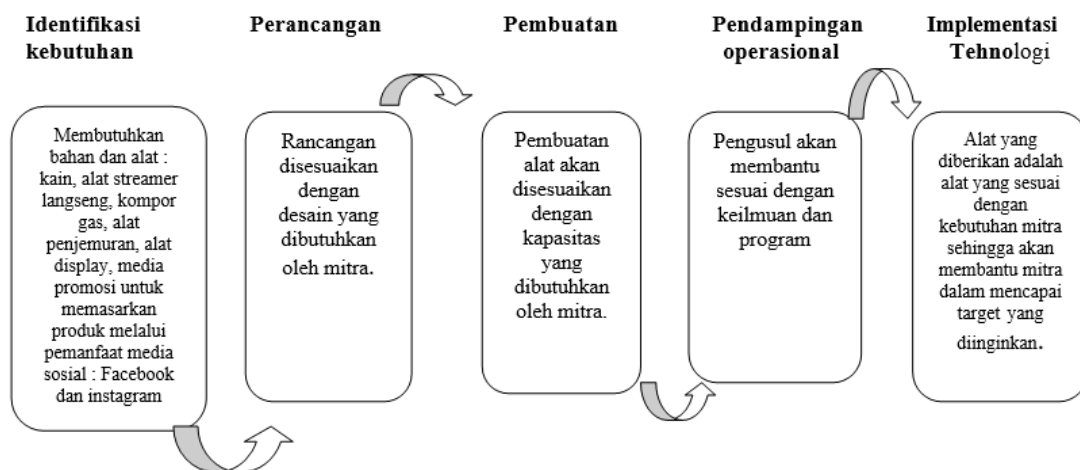 Identifikasi
kebutuhan
Perancangan
Pembuatan
Pendampingan
operasional
Implementasi
Tehnologi
Membutuhkan
bahan dan alat :
kain, alat streamer
langseng, kompor
gas, alat
penjemuran, alat
display, media
promosi untuk
memasarkan
produk melalui
pemanfaat media
sosial : Facebook
dan instagram
Rancangan
disesuaikan
dengan
desain yang
dibutuhkan
oleh mitra.
Pembuatan
alat akan
disesuaikan
dengan
kapasitas
yang
dibutuhkan
oleh mitra.
Pengusul akan
membantu
sesuai dengan
keilmuan dan
program
Alat yang
diberikan adalah
alat yang sesuai
dengan
kebutuhan mitra
sehingga akan
membantu mitra
dalam mencapai
target yang
diinginkan.